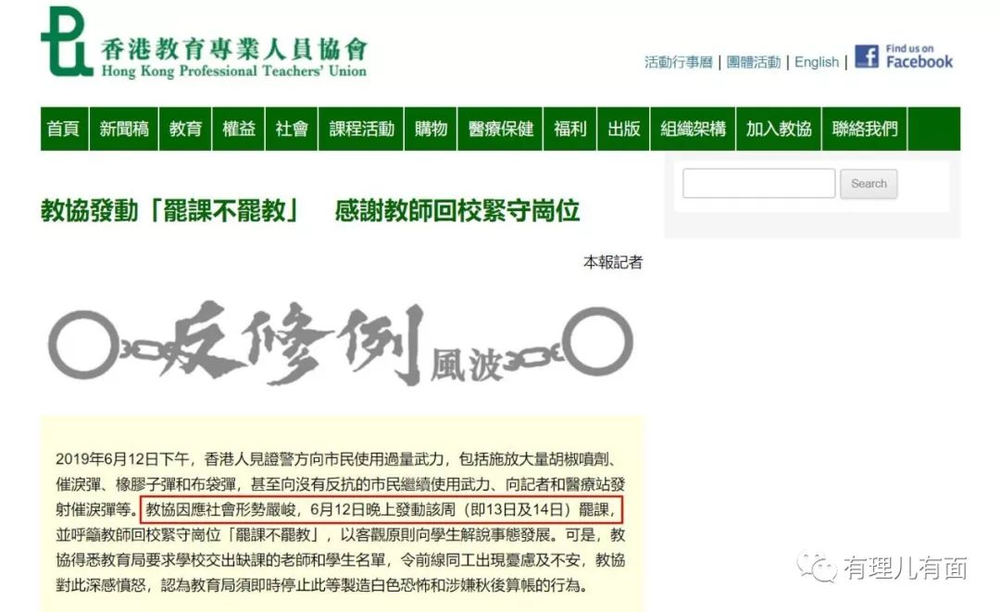 香港教育專業人員協會
Hong Kong Professional Teachers' Union
活動行事曆 | 團體活動 | English |
Find us on
Facebook
首頁 新聞稿 教育 權益 社會 課程活動 購物 醫療保健 福利 出版 組織架構 加入教協 聯絡我們
Search
教協發動「罷課不罷教」 感謝教師回校緊守崗位
本報記者
反修例風波
2019年6月12日下午，香港人見證警方向市民使用過量武力，包括施放大量胡椒噴劑、
催淚彈、橡膠子彈和布袋彈，甚至向沒有反抗的市民繼續使用武力、向記者和醫療站發
射催淚彈等。教協因應社會形勢嚴峻，6月12日晚上發動該周（即13日及14日）罷課，
並呼籲教師回校緊守崗位「罷課不罷教」，以客觀原則向學生解說事態發展。可是，教
協得悉教育局要求學校交出缺課的老師和學生名單，令前線同工出現憂慮及不安，教協
對此深感憤怒，認為教育局須即時停止此等製造白色恐怖和涉嫌秋後算帳的行為。
有理儿有面